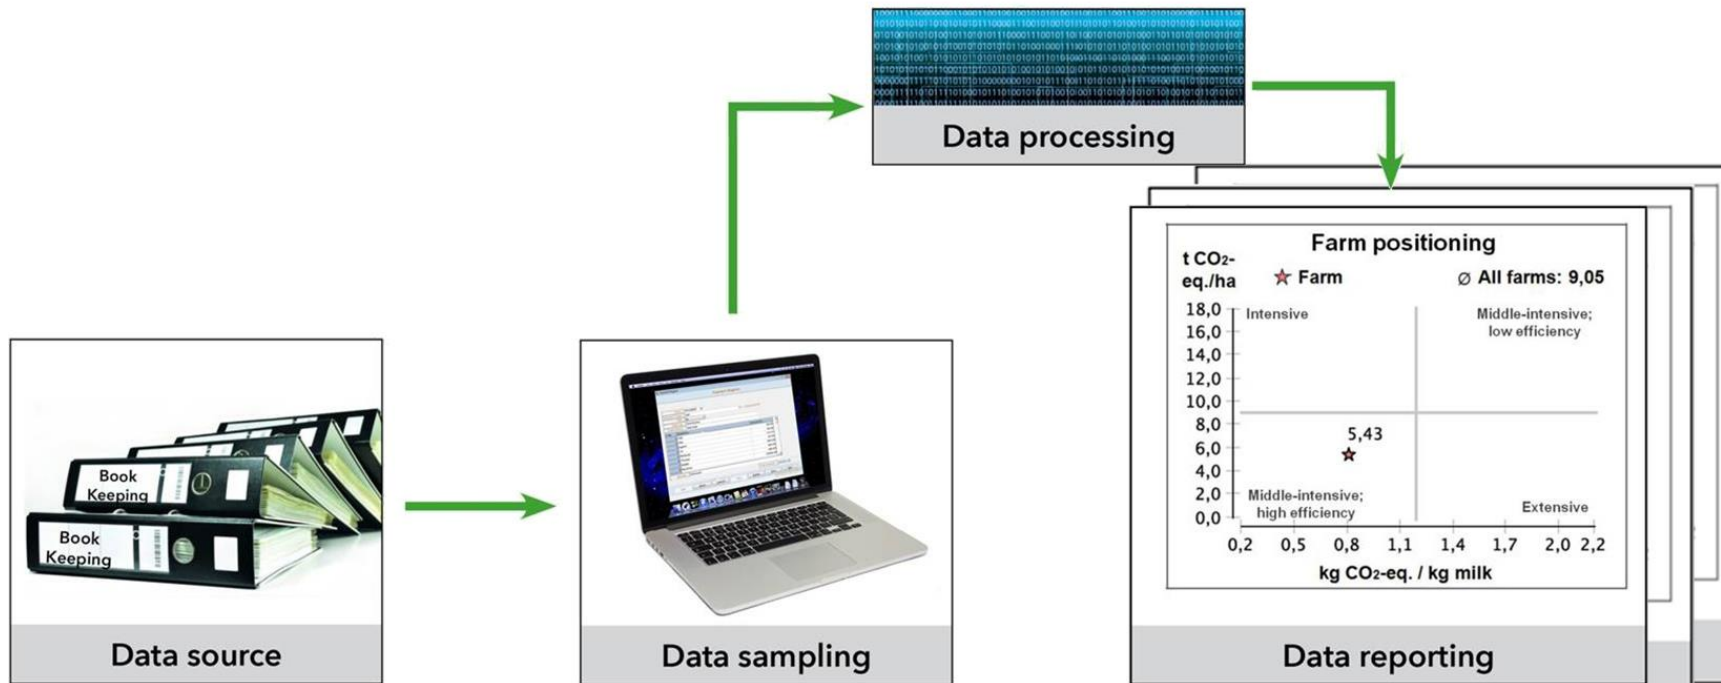 Data processing
Farm positioning
t CO₂-
eq./ha
Farm
∅ All farms: 9,05
18,0
16,0
14,0
12,0
10,0
8,0
6,0
4,0
2,0
0,0
Intensive
Middle-intensive;
low efficiency
5,43
Middle-intensive;
high efficiency
Extensive
0,2 0,5 0,8 1,1 1,4 1,7 2,0 2,2
kg CO₂-eq. / kg milk
Book
Keeping
Book
Keeping
Data source
Data sampling
Data reporting